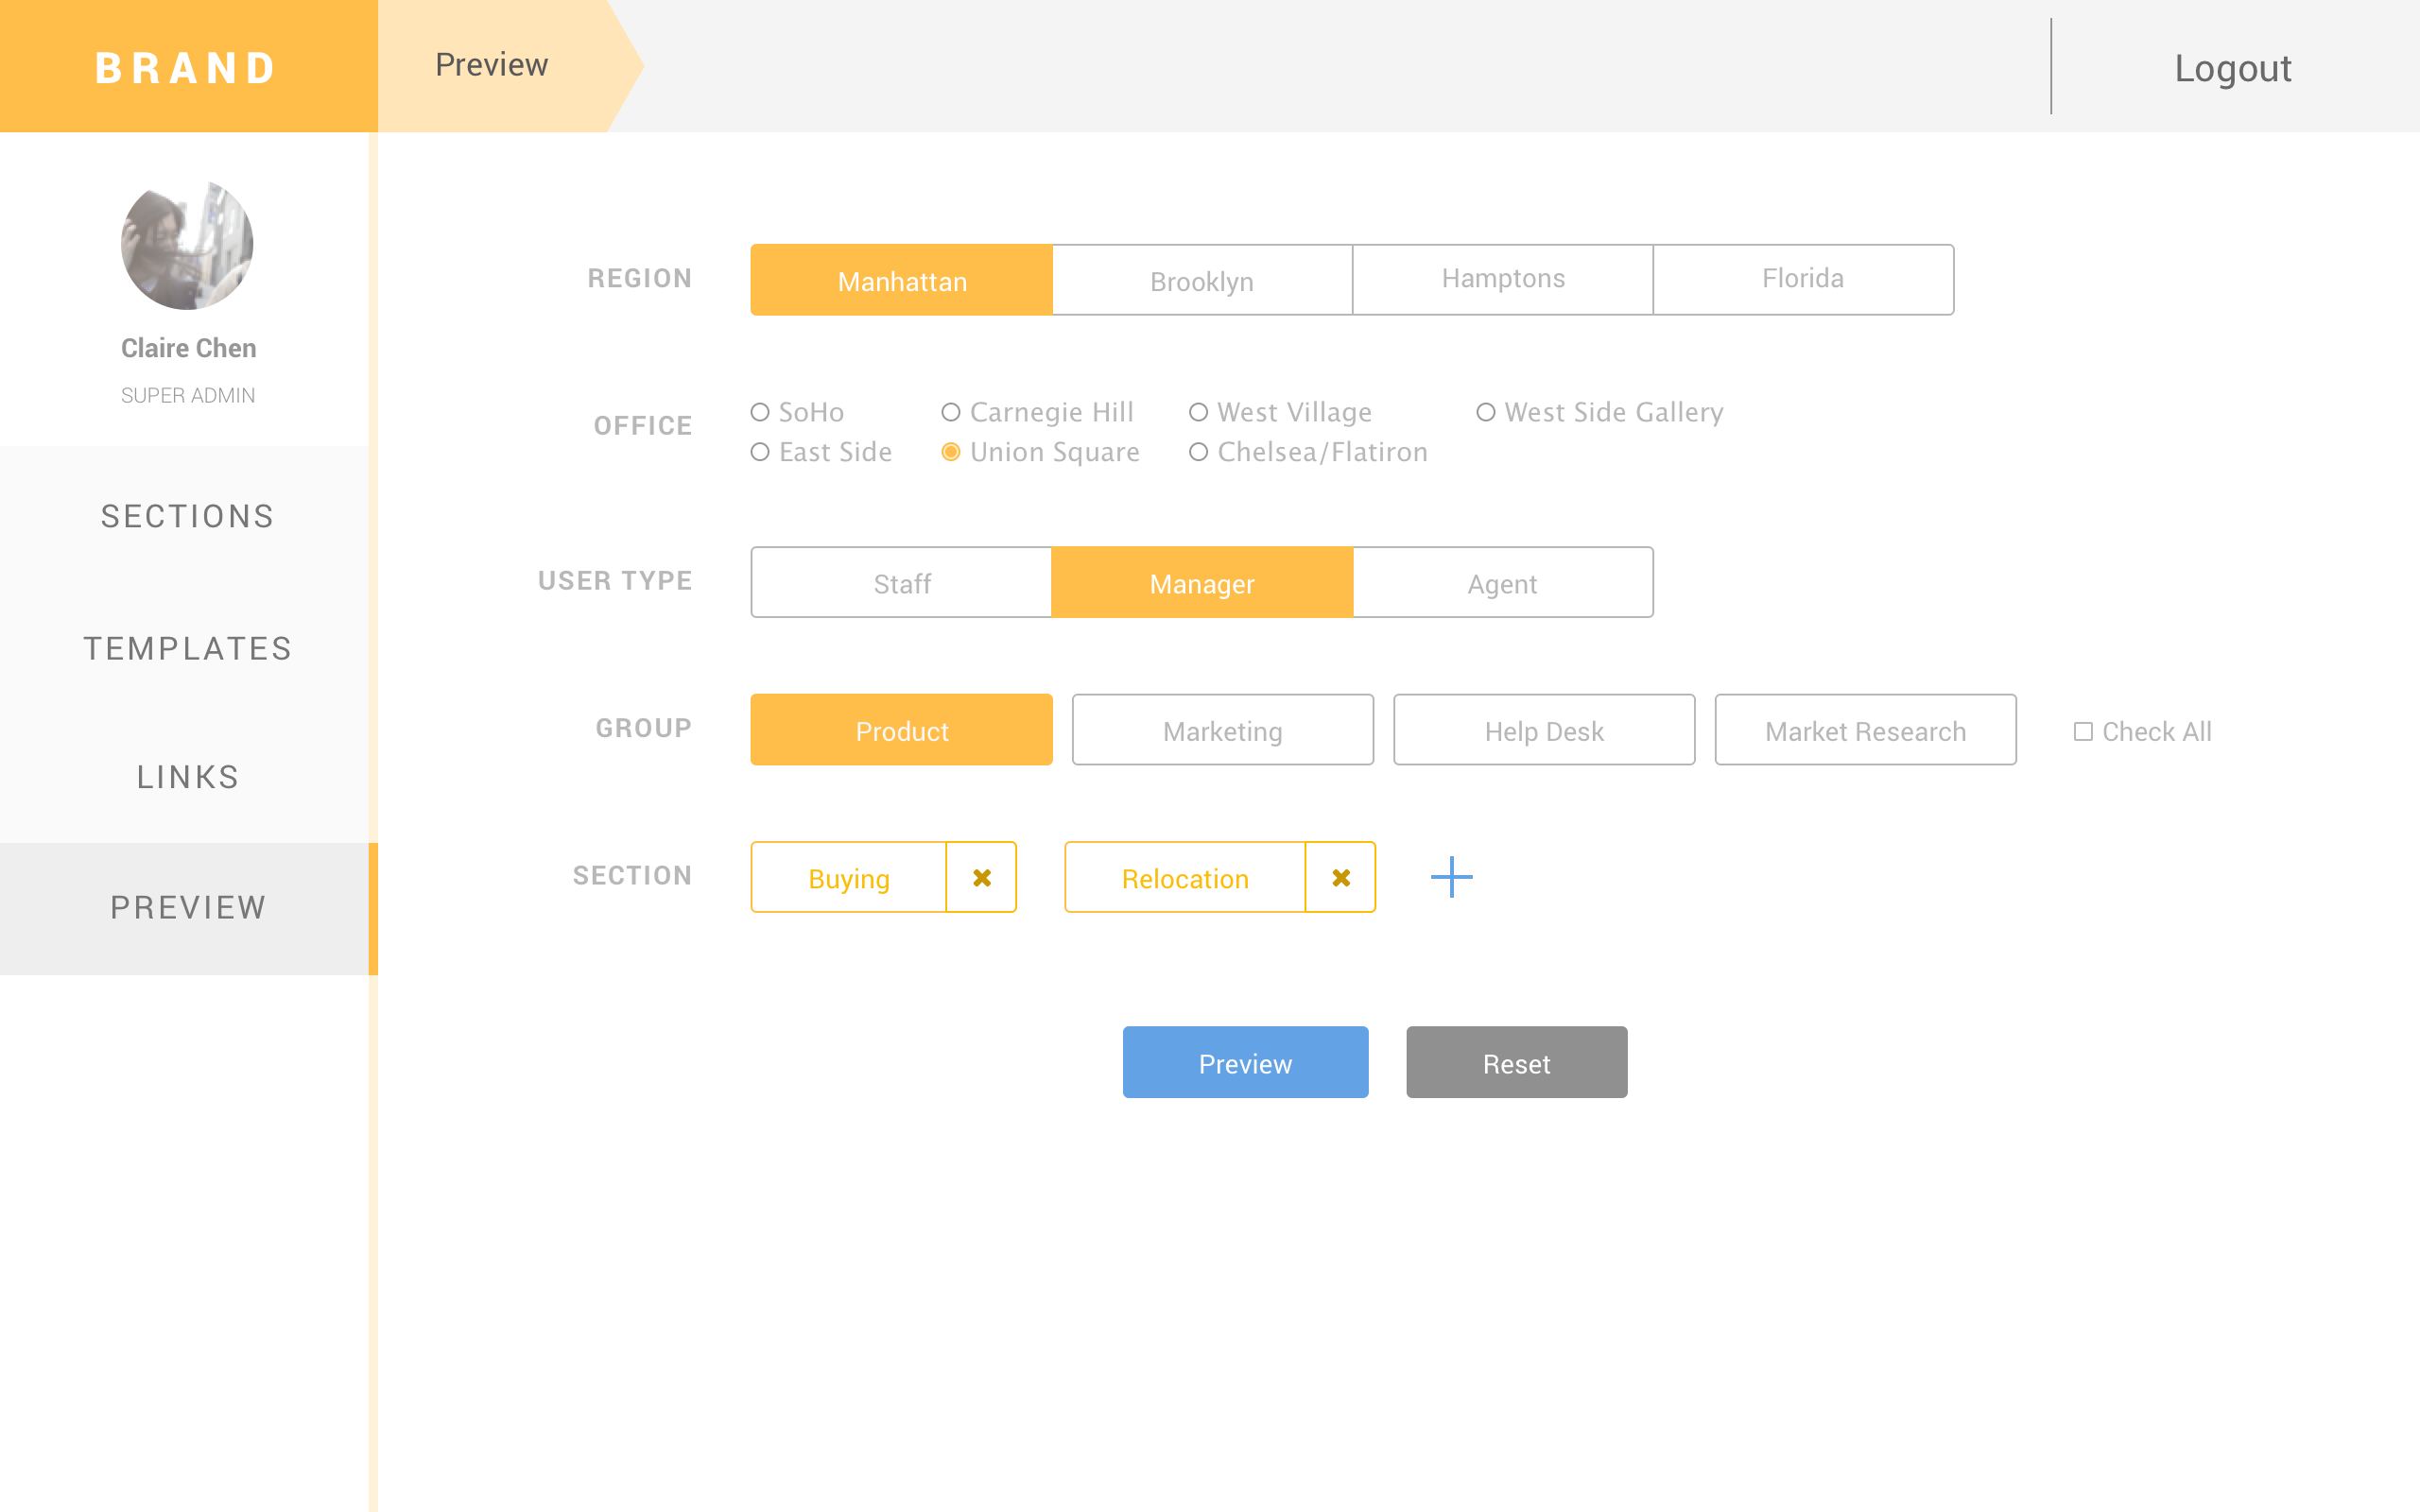 BRAND
Preview
Logout
Claire Chen
SUPER ADMIN
SECTIONS
TEMPLATES
LINKS
PREVIEW
REGION Manhattan Brooklyn Hamptons Florida
OFFICE
SoHo Carnegie Hill West Village West Side Gallery
East Side Union Square Chelsea/Flatiron
USER TYPE Staff Manager Agent
GROUP Product Marketing Help Desk Market Research Check All
SECTION Buying Relocation
Preview Reset